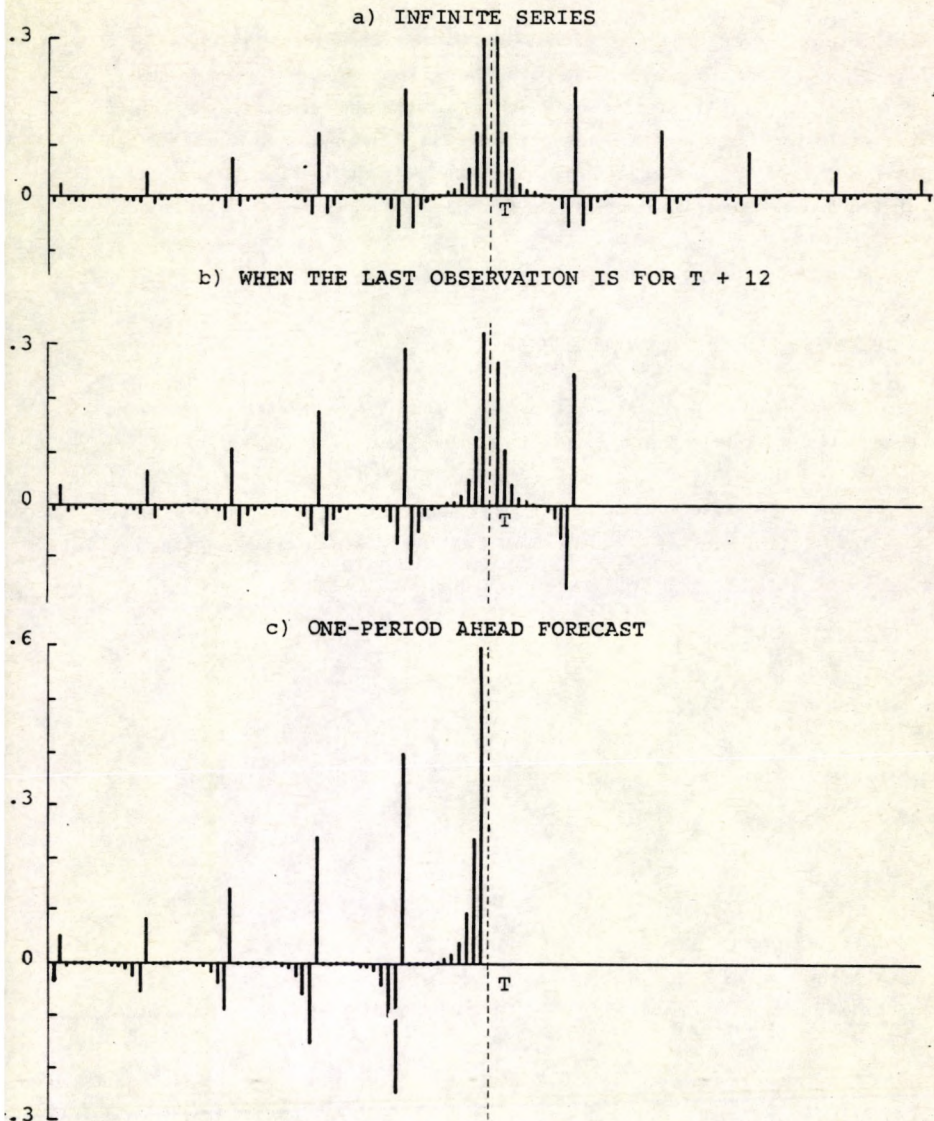 a) INFINITE SERIES
.3
0
T
b) WHEN THE LAST OBSERVATION IS FOR T + 12
.3
0
T
c) ONE-PERIOD AHEAD FORECAST
.6
.3
0
T
.3